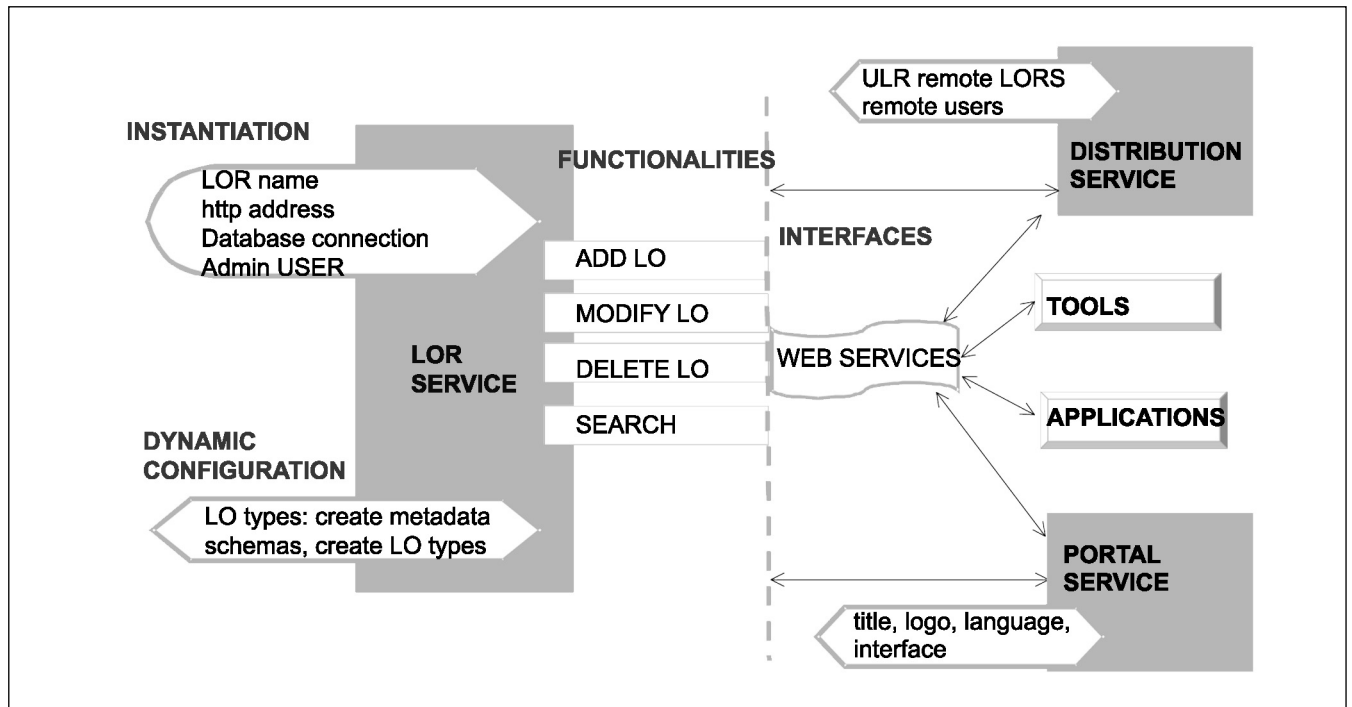 INSTANTIATION
LOR name
http address
Database connection
Admin USER
LOR
SERVICE
DYNAMIC
CONFIGURATION
LO types: create metadata
schemas, create LO types
FUNCTIONALITIES
ADD LO
MODIFY LO
DELETE LO
SEARCH
INTERFACES
WEB SERVICES
ULR remote LORS
remote users
DISTRIBUTION
SERVICE
TOOLS
APPLICATIONS
PORTAL
SERVICE
title, logo, language,
interface